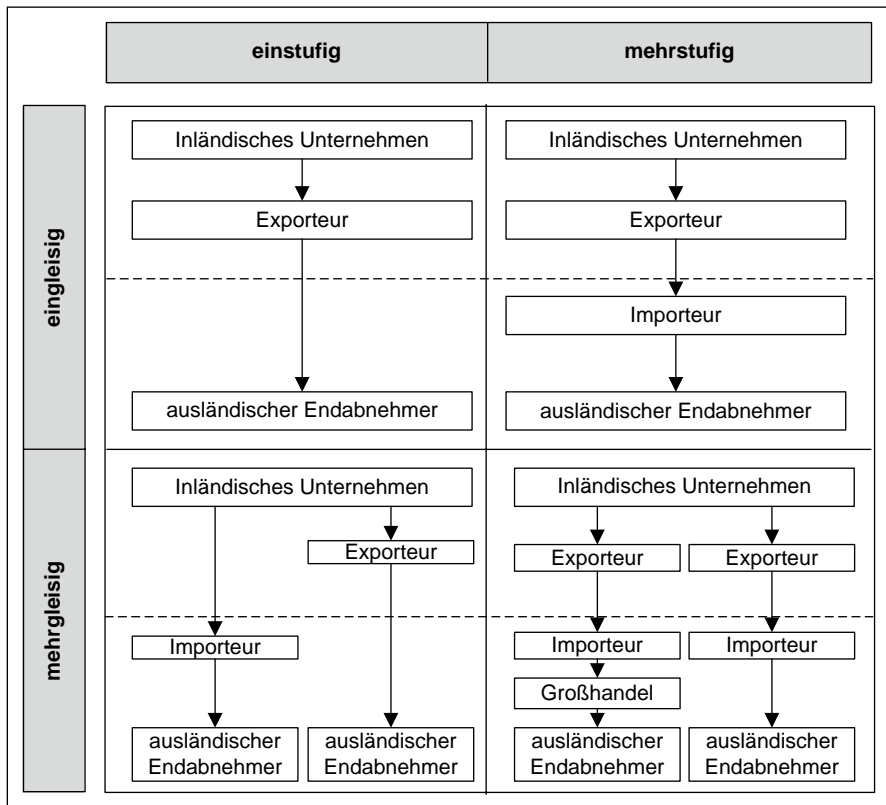 einstufig
mehrstufig
eingleisig
Inländisches Unternehmen
Exporteur
ausländischer Endabnehmer
Inländisches Unternehmen
Exporteur
Importeur
ausländischer Endabnehmer
mehrgleisig
Inländisches Unternehmen
Exporteur
Importeur
ausländischer
Endabnehmer
ausländischer
Endabnehmer
Inländisches Unternehmen
Exporteur
Exporteur
Importeur
Importeur
Großhandel
ausländischer
Endabnehmer
ausländischer
Endabnehmer